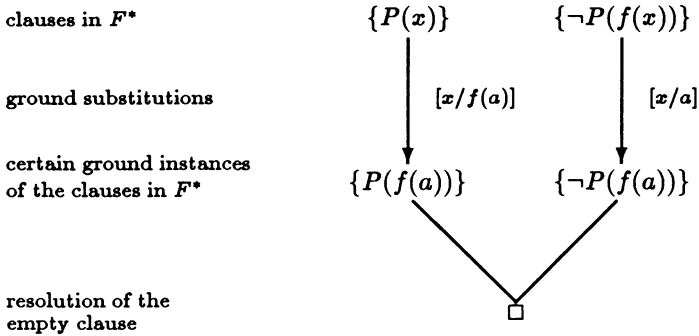 clauses in F* {P(x)} {¬P(f(x))}
ground substitutions [x/f(a)] [x/a]
certain ground instances
of the clauses in F* {P(f(a))} {¬P(f(a))}
resolution of the
empty clause □